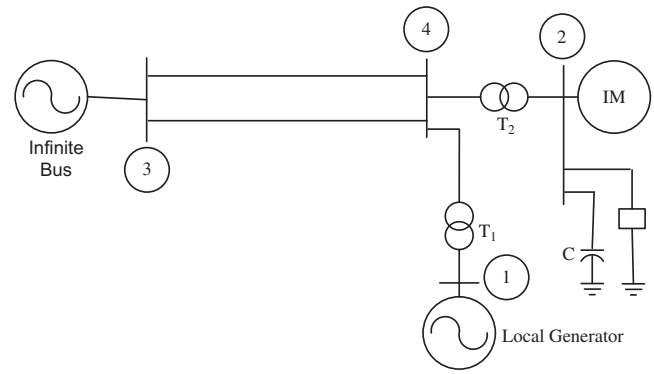 4
2
IM
T2
Infinite
Bus
3
T1
C
1
Local Generator